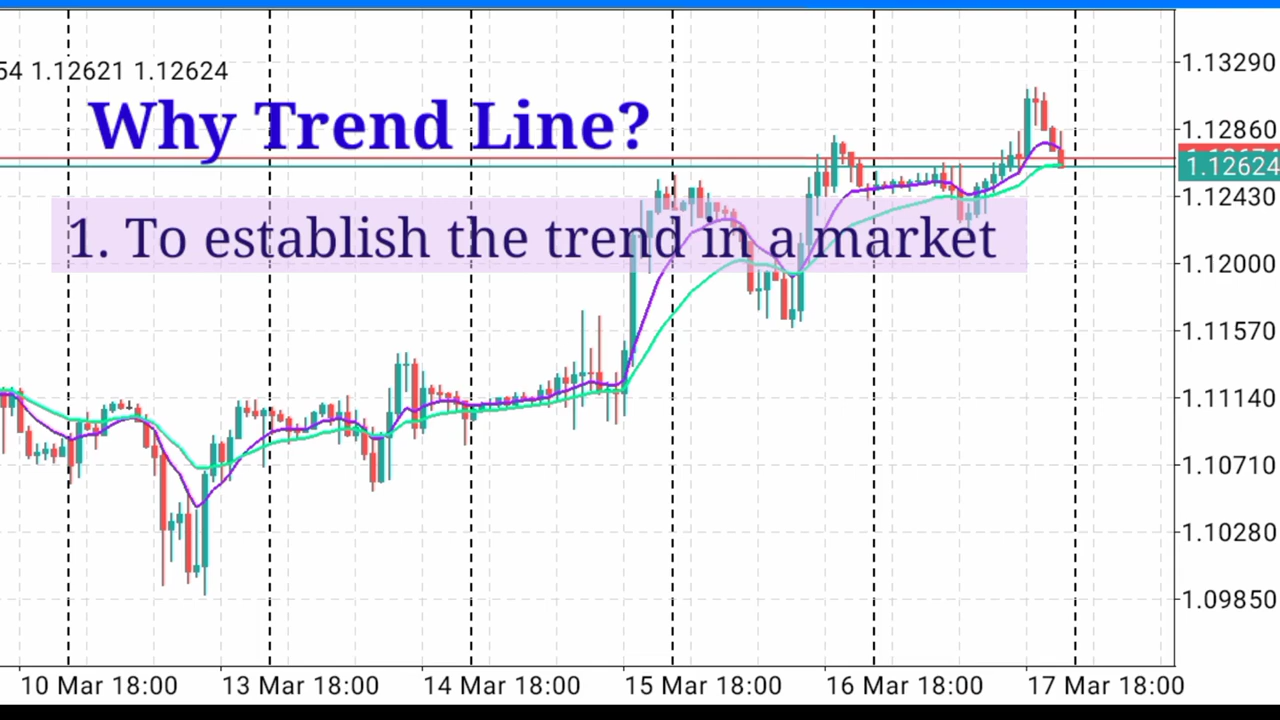 54 1.12621 1.12624
Why Trend Line?
1. To establish the trend in a market
1.13290
1.12860
1.12624
1.12430
1.12000
1.11570
1.11140
1.10710
1.10280
1.09850
10 Mar 18:00 13 Mar 18:00 14 Mar 18:00 15 Mar 18:00 16 Mar 18:00 17 Mar 18:00